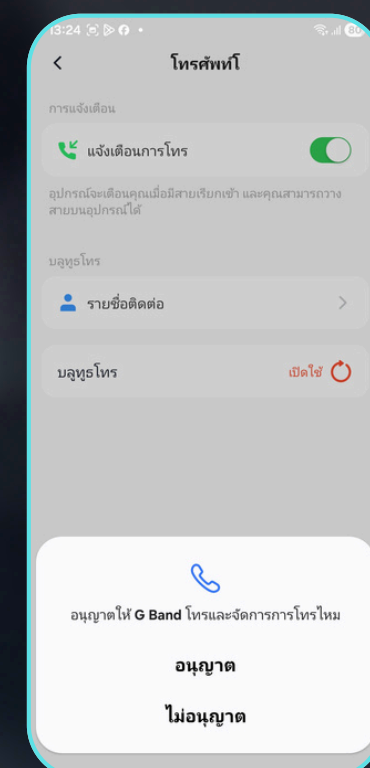 13:24
80
โทรศัพท์โ
การแจ้งเตือน
แจ้งเตือนการโทร
อุปกรณ์จะเตือนคุณเมื่อมีสายเรียกเข้า และคุณสามารถวาง
สายบนอุปกรณ์ได้
บลูทูธโทร
รายชื่อติดต่อ
บลูทูธโทร
เปิดใช้
อนุญาตให้ G Band โทรและจัดการการโทรไหม
อนุญาต
ไม่อนุญาต